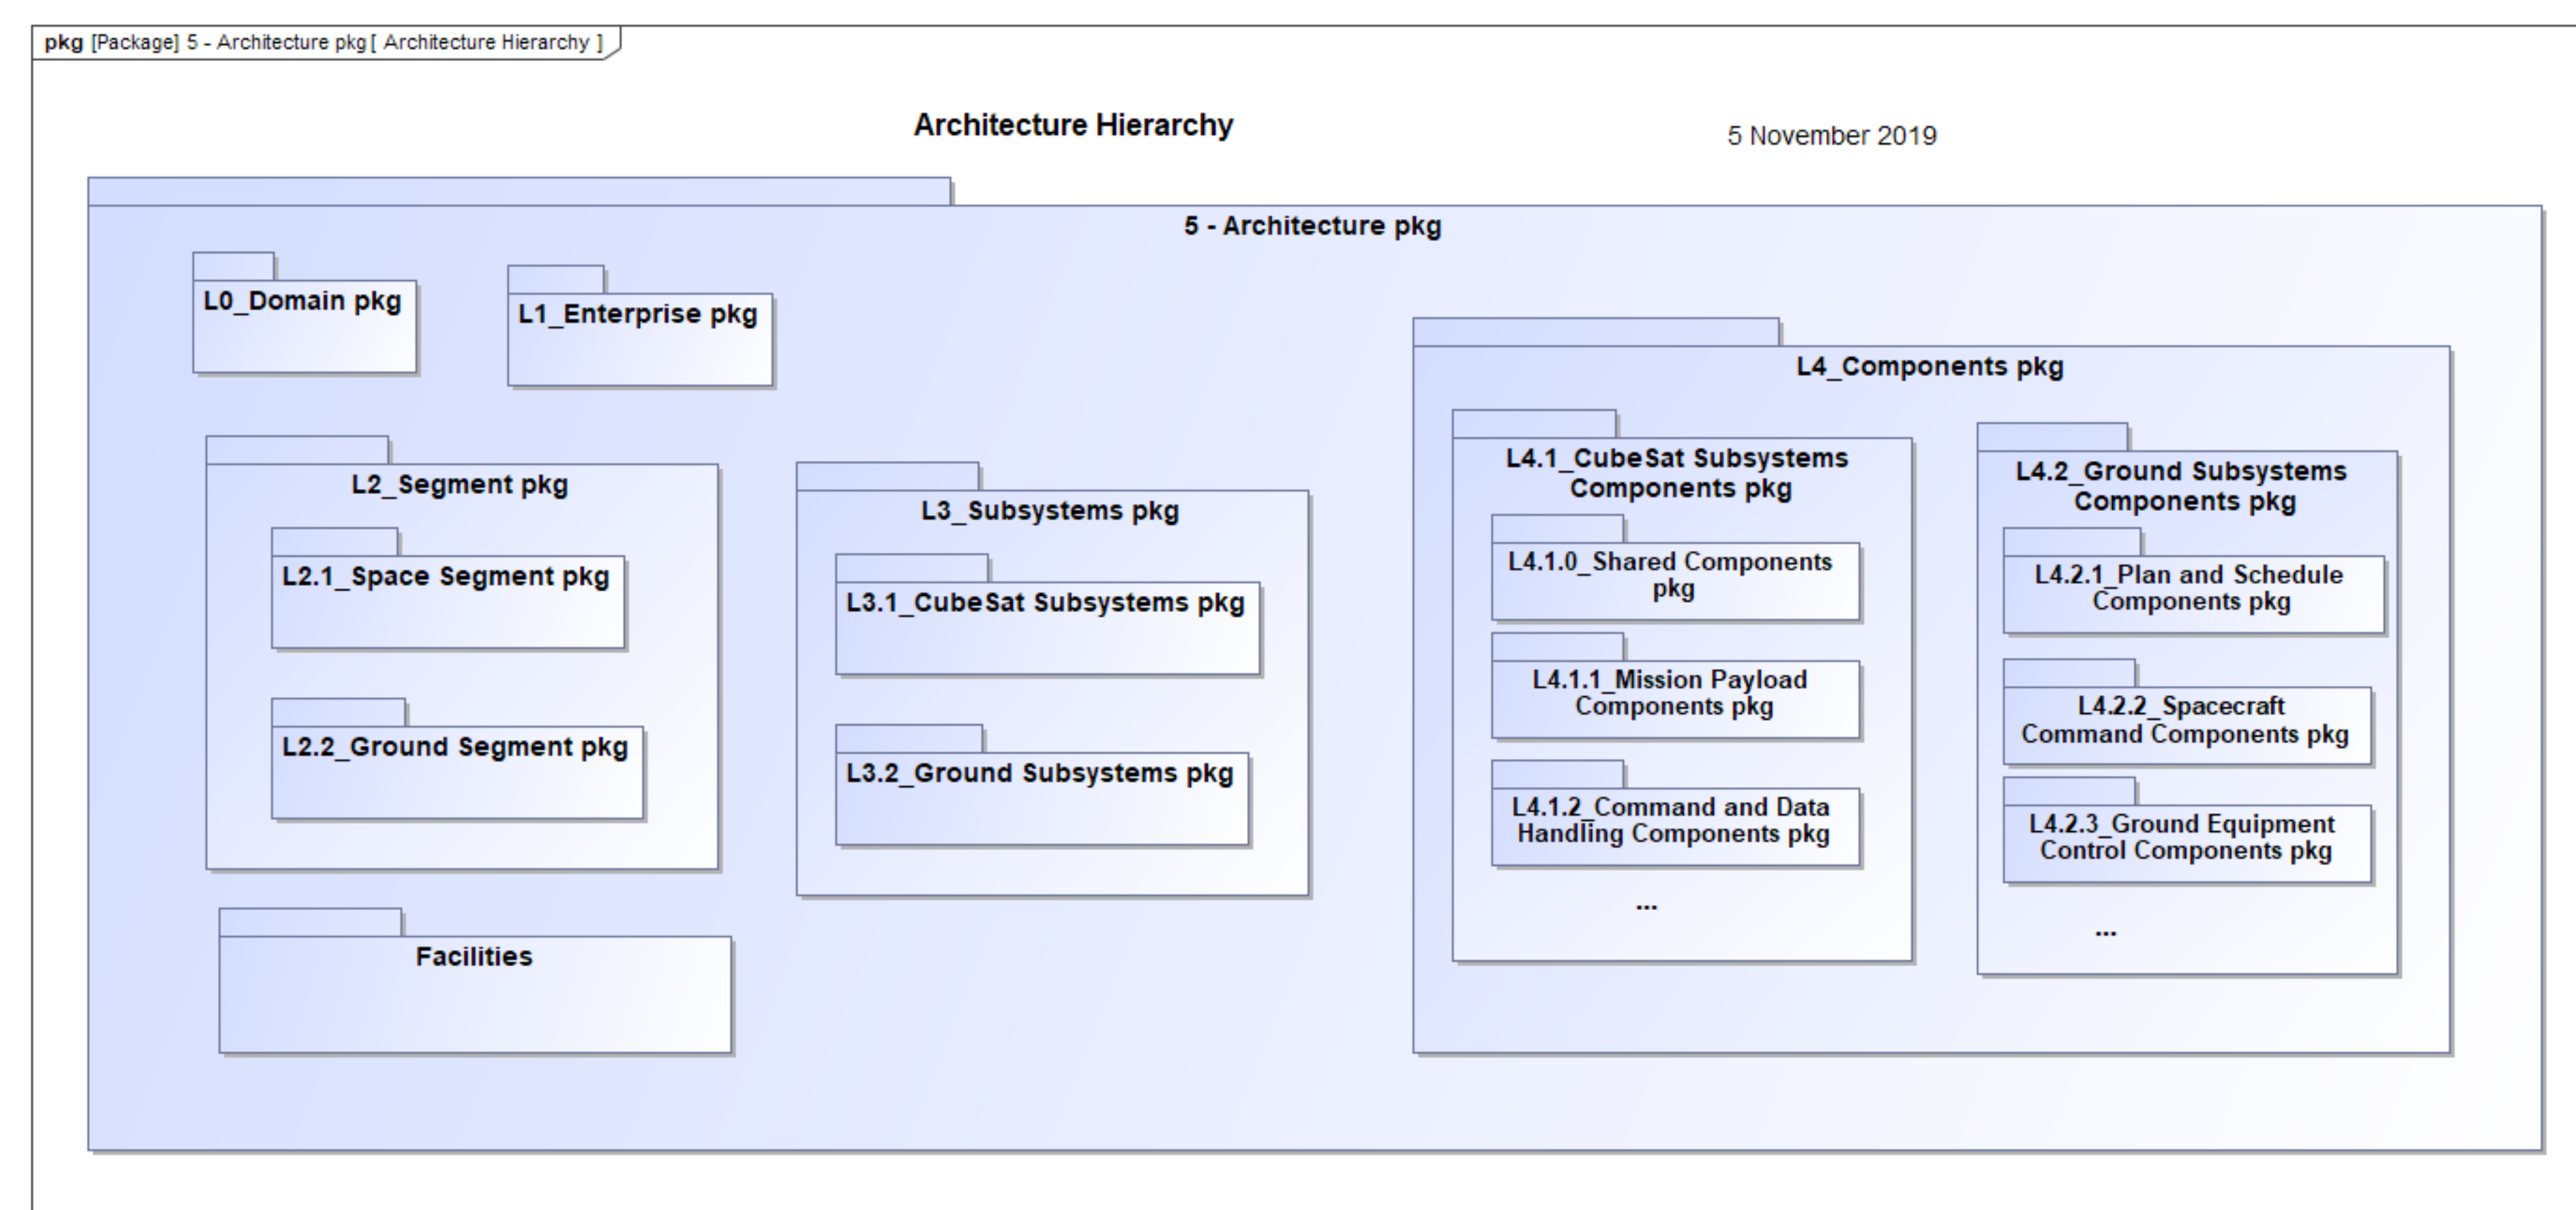 pkg [Package] 5 - Architecture pkg [ Architecture Hierarchy ]
Architecture Hierarchy
5 November 2019
5 - Architecture pkg
L0_Domain pkg
L1_Enterprise pkg
L2_Segment pkg
L2.1_Space Segment pkg
L2.2_Ground Segment pkg
Facilities
L3_Subsystems pkg
L3.1_CubeSat Subsystems pkg
L3.2_Ground Subsystems pkg
L4_Components pkg
L4.1_CubeSat Subsystems
Components pkg
L4.1.0_Shared Components
pkg
L4.1.1_Mission Payload
Components pkg
L4.1.2_Command and Data
Handling Components pkg
...
L4.2_Ground Subsystems
Components pkg
L4.2.1_Plan and Schedule
Components pkg
L4.2.2_Spacecraft
Command Components pkg
L4.2.3_Ground Equipment
Control Components pkg
...